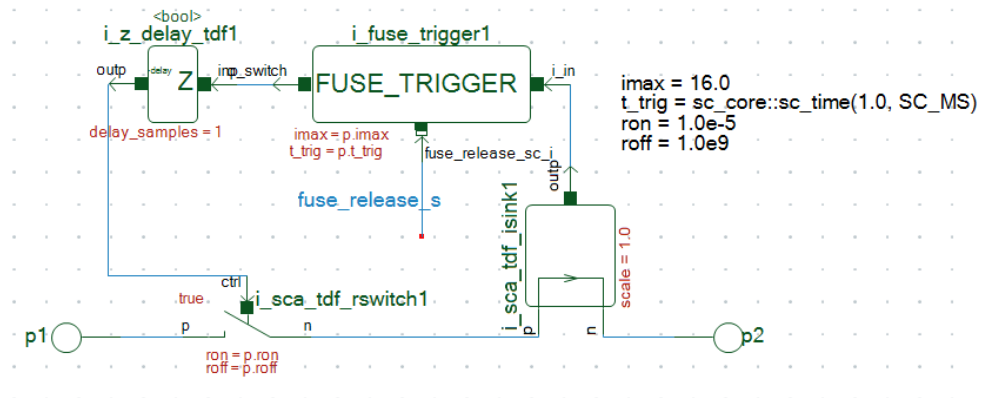 <bool>
i_z_delay_tdf1
i_fuse_trigger1
outp
delay
Z
inp
p_switch
FUSE_TRIGGER
i_in
imax = 16.0
t_trig = sc_core::sc_time(1.0, SC_MS)
ron = 1.0e-5
roff = 1.0e9
delay_samples = 1
imax = p.imax
t_trig = p.t_trig
fuse_release_sc_i
outp
fuse_release_s
i_sca_tdf_isink1
scale = 1.0
ctrl
true
i_sca_tdf_rswitch1
p1
p
n
p
n
p2
ron = p.ron
roff = p.roff